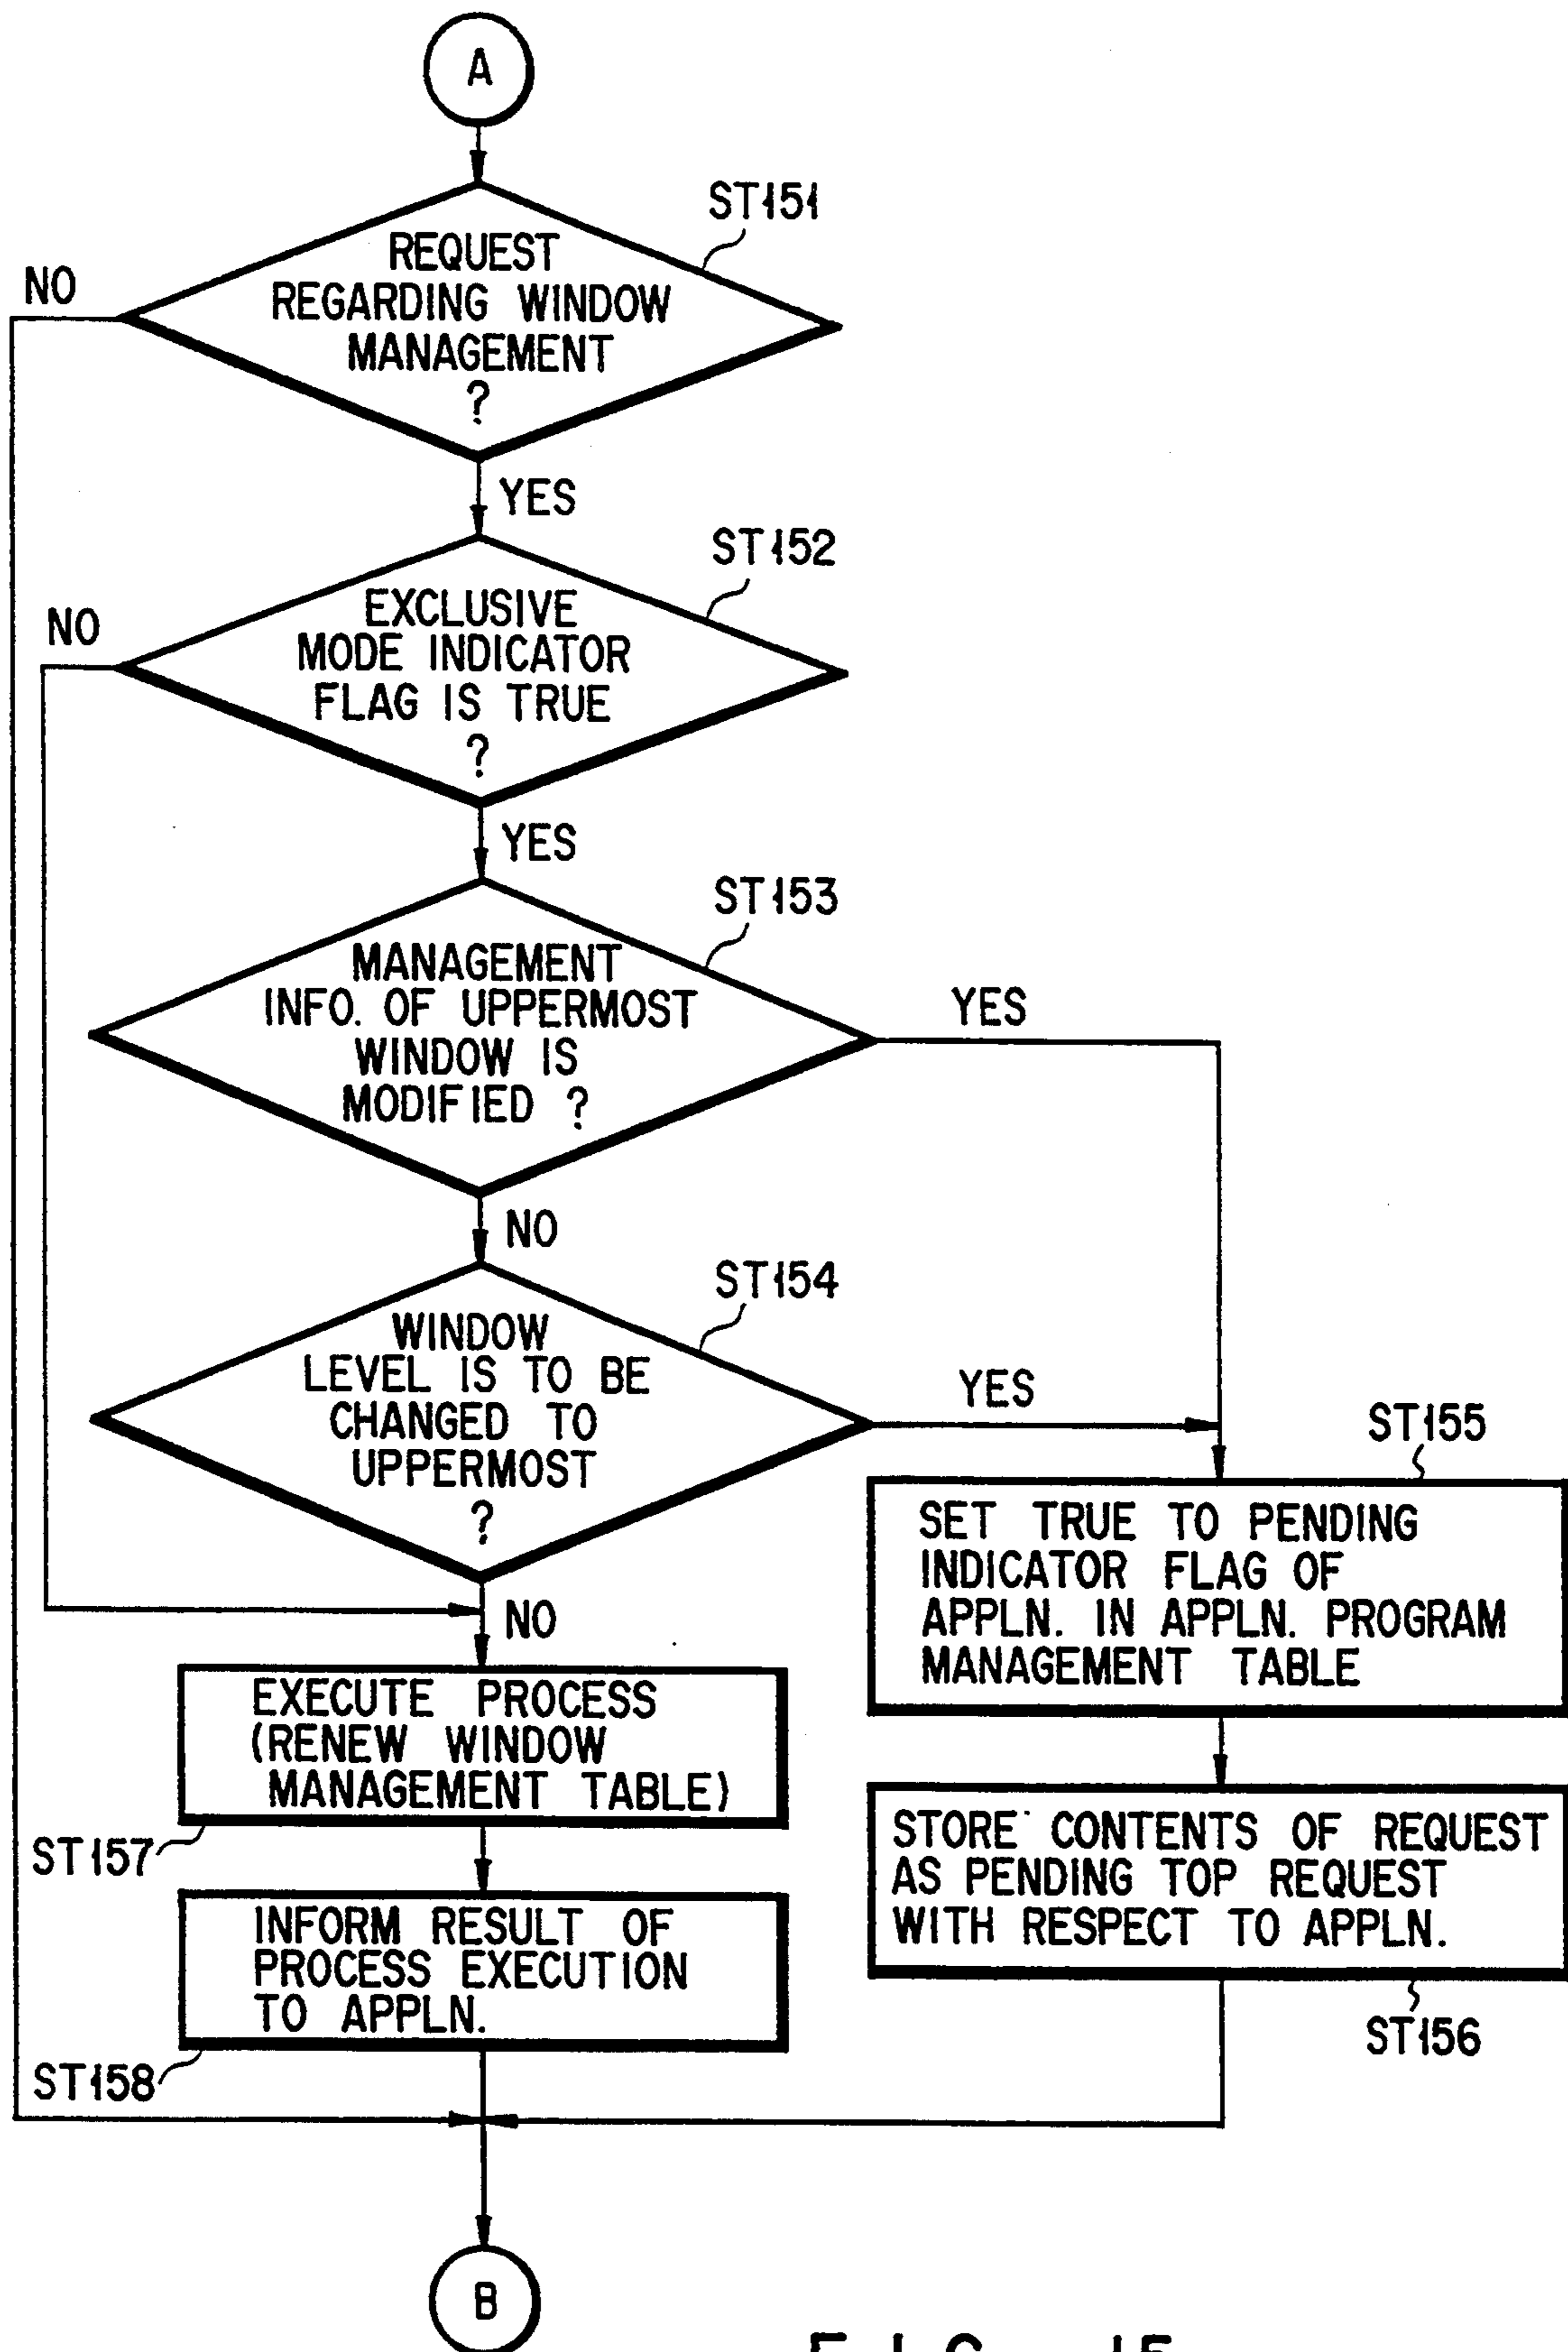 A
ST151
REQUEST
REGARDING WINDOW
MANAGEMENT
?
NO
YES
ST152
EXCLUSIVE
MODE INDICATOR
FLAG IS TRUE
?
NO
YES
ST153
MANAGEMENT
INFO. OF UPPERMOST
WINDOW IS
MODIFIED ?
YES
NO
ST154
WINDOW
LEVEL IS TO BE
CHANGED TO
UPPERMOST
?
YES
NO
ST155
SET TRUE TO PENDING
INDICATOR FLAG OF
APPLN. IN APPLN. PROGRAM
MANAGEMENT TABLE
EXECUTE PROCESS
(RENEW WINDOW
MANAGEMENT TABLE)
ST157
STORE CONTENTS OF REQUEST
AS PENDING TOP REQUEST
WITH RESPECT TO APPLN.
ST156
INFORM RESULT OF
PROCESS EXECUTION
TO APPLN.
ST158
B
FIG. 15